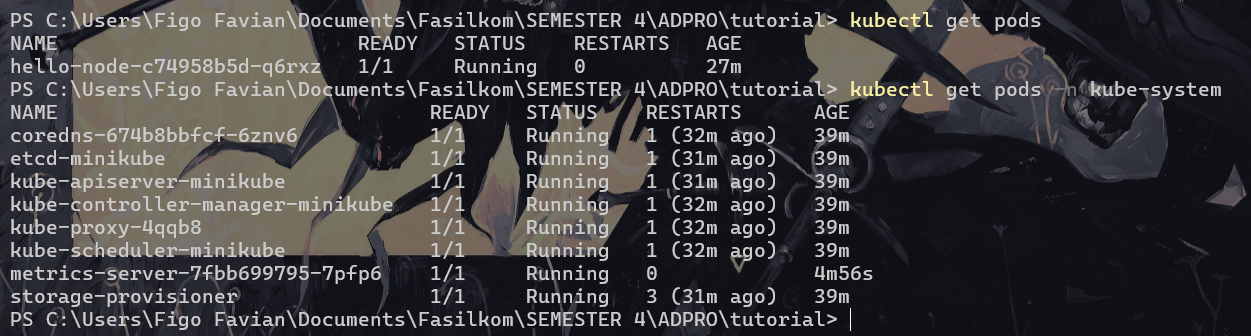 PS C:\Users\Figo Favian\Documents\Fasilkom\SEMESTER 4\ADPRO\tutorial> kubectl get pods
NAME                         READY   STATUS    RESTARTS   AGE
hello-node-c74958b5d-q6rxz   1/1     Running   0          27m
PS C:\Users\Figo Favian\Documents\Fasilkom\SEMESTER 4\ADPRO\tutorial> kubectl get pods -n kube-system
NAME                               READY   STATUS    RESTARTS      AGE
coredns-674b8bbfcf-6znv6           1/1     Running   1 (32m ago)   39m
etcd-minikube                      1/1     Running   1 (31m ago)   39m
kube-apiserver-minikube            1/1     Running   1 (31m ago)   39m
kube-controller-manager-minikube   1/1     Running   1 (32m ago)   39m
kube-proxy-4qqb8                   1/1     Running   1 (32m ago)   39m
kube-scheduler-minikube            1/1     Running   1 (32m ago)   39m
metrics-server-7fbb699795-7pfp6    1/1     Running   0             4m56s
storage-provisioner                1/1     Running   3 (31m ago)   39m
PS C:\Users\Figo Favian\Documents\Fasilkom\SEMESTER 4\ADPRO\tutorial>